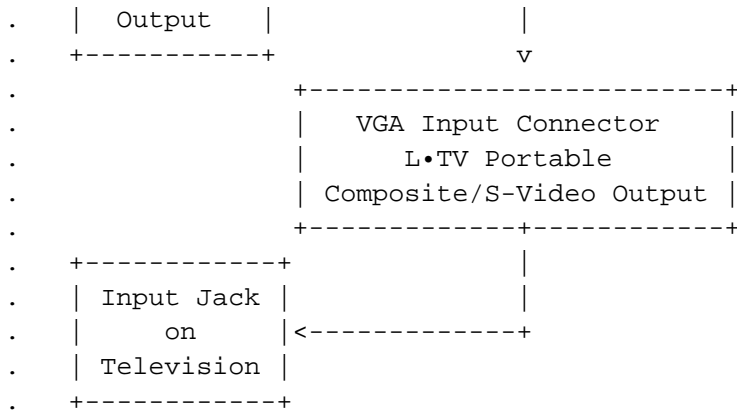 .   |  Output   |               |
.   +-----------+               v
.                 +--------------------------+
.                 |   VGA Input Connector    |
.                 |      L•TV Portable       |
.                 | Composite/S-Video Output |
.                 +-------------+------------+
.   +------------+              |
.   | Input Jack |              |
.   |     on     |<-------------+
.   | Television |
.   +------------+